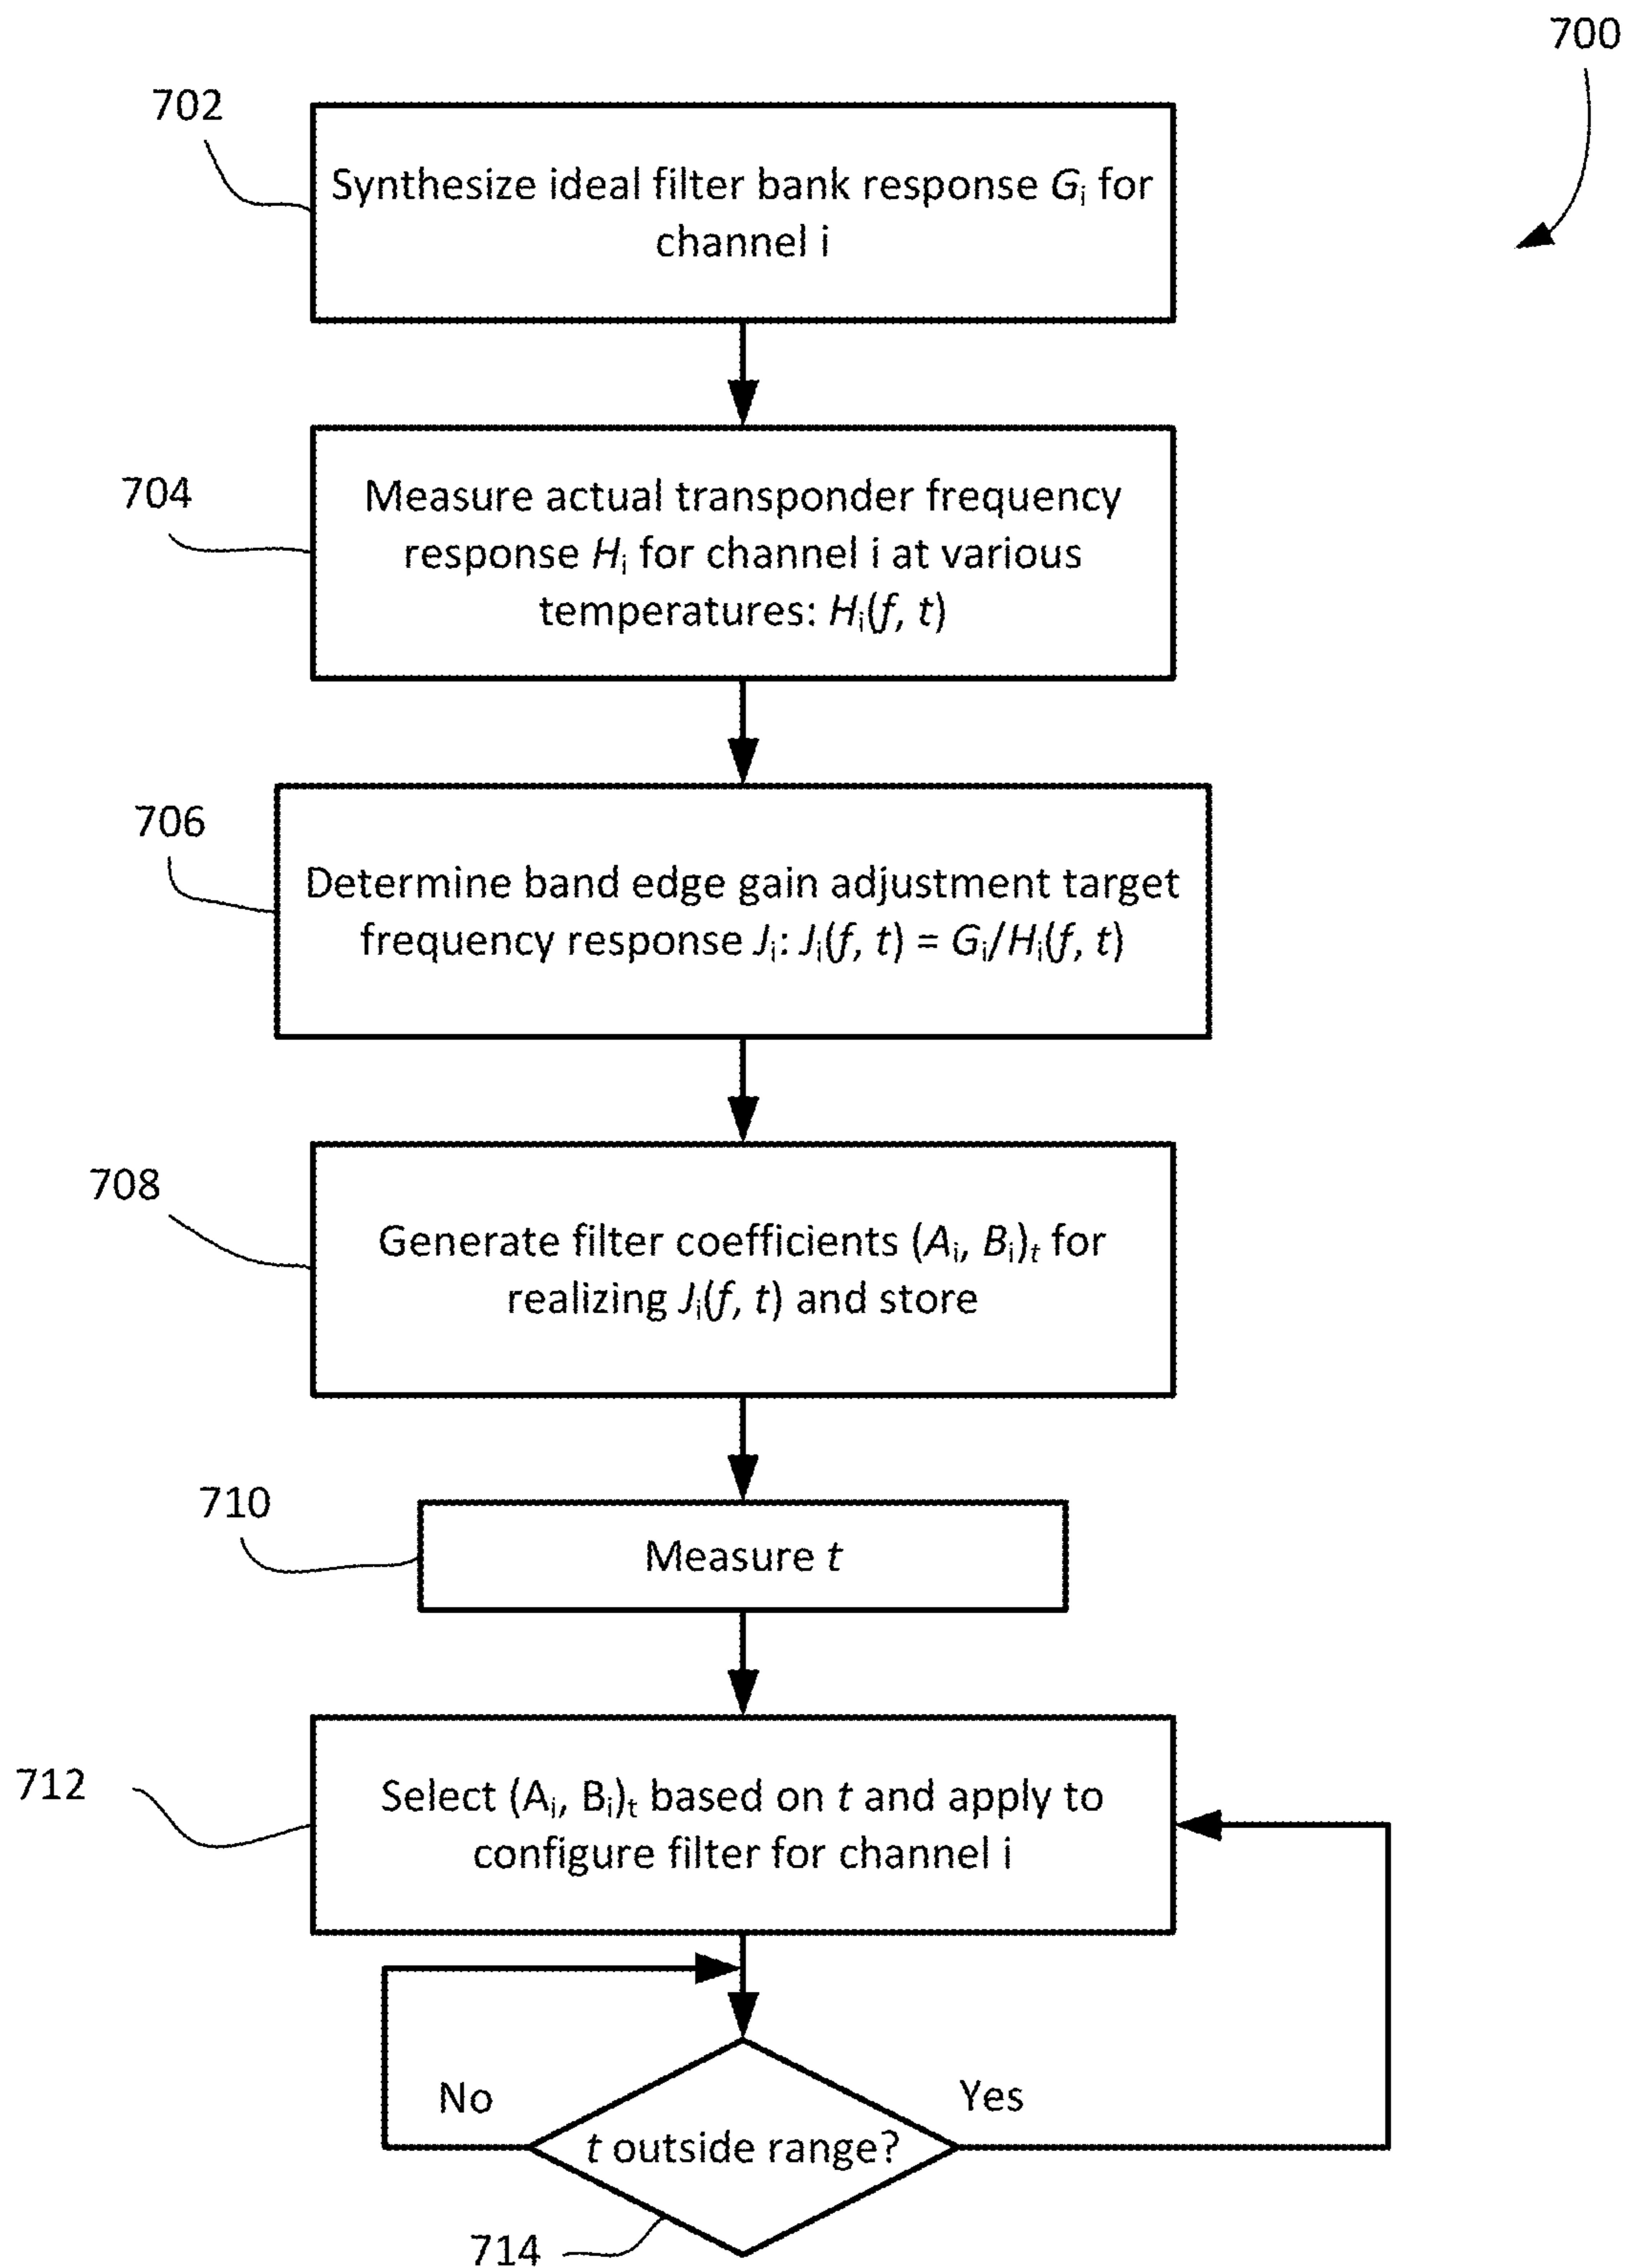 700
702
Synthesize ideal filter bank response Gi for
channel i
704
Measure actual transponder frequency
response Hi for channel i at various
temperatures: Hi(f, t)
706
Determine band edge gain adjustment target
frequency response Ji: Ji(f, t) = Gi/Hi(f, t)
708
Generate filter coefficients (Ai, Bi)t for
realizing Ji(f, t) and store
710
Measure t
712
Select (Ai, Bi)t based on t and apply to
configure filter for channel i
No
Yes
t outside range?
714